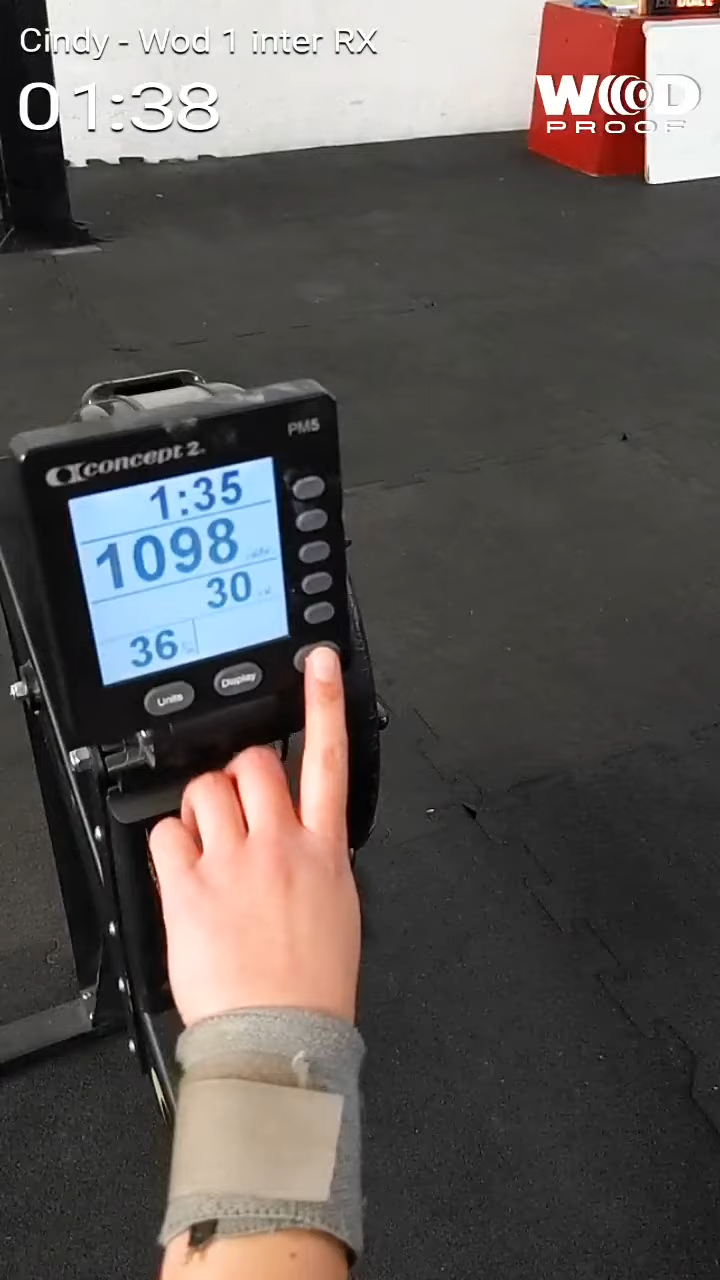 Cindy - Wod 1 inter RX
01:38
WOD
PROOF
concept 2.
PM5
1:35
1098
30
36
Units
Display